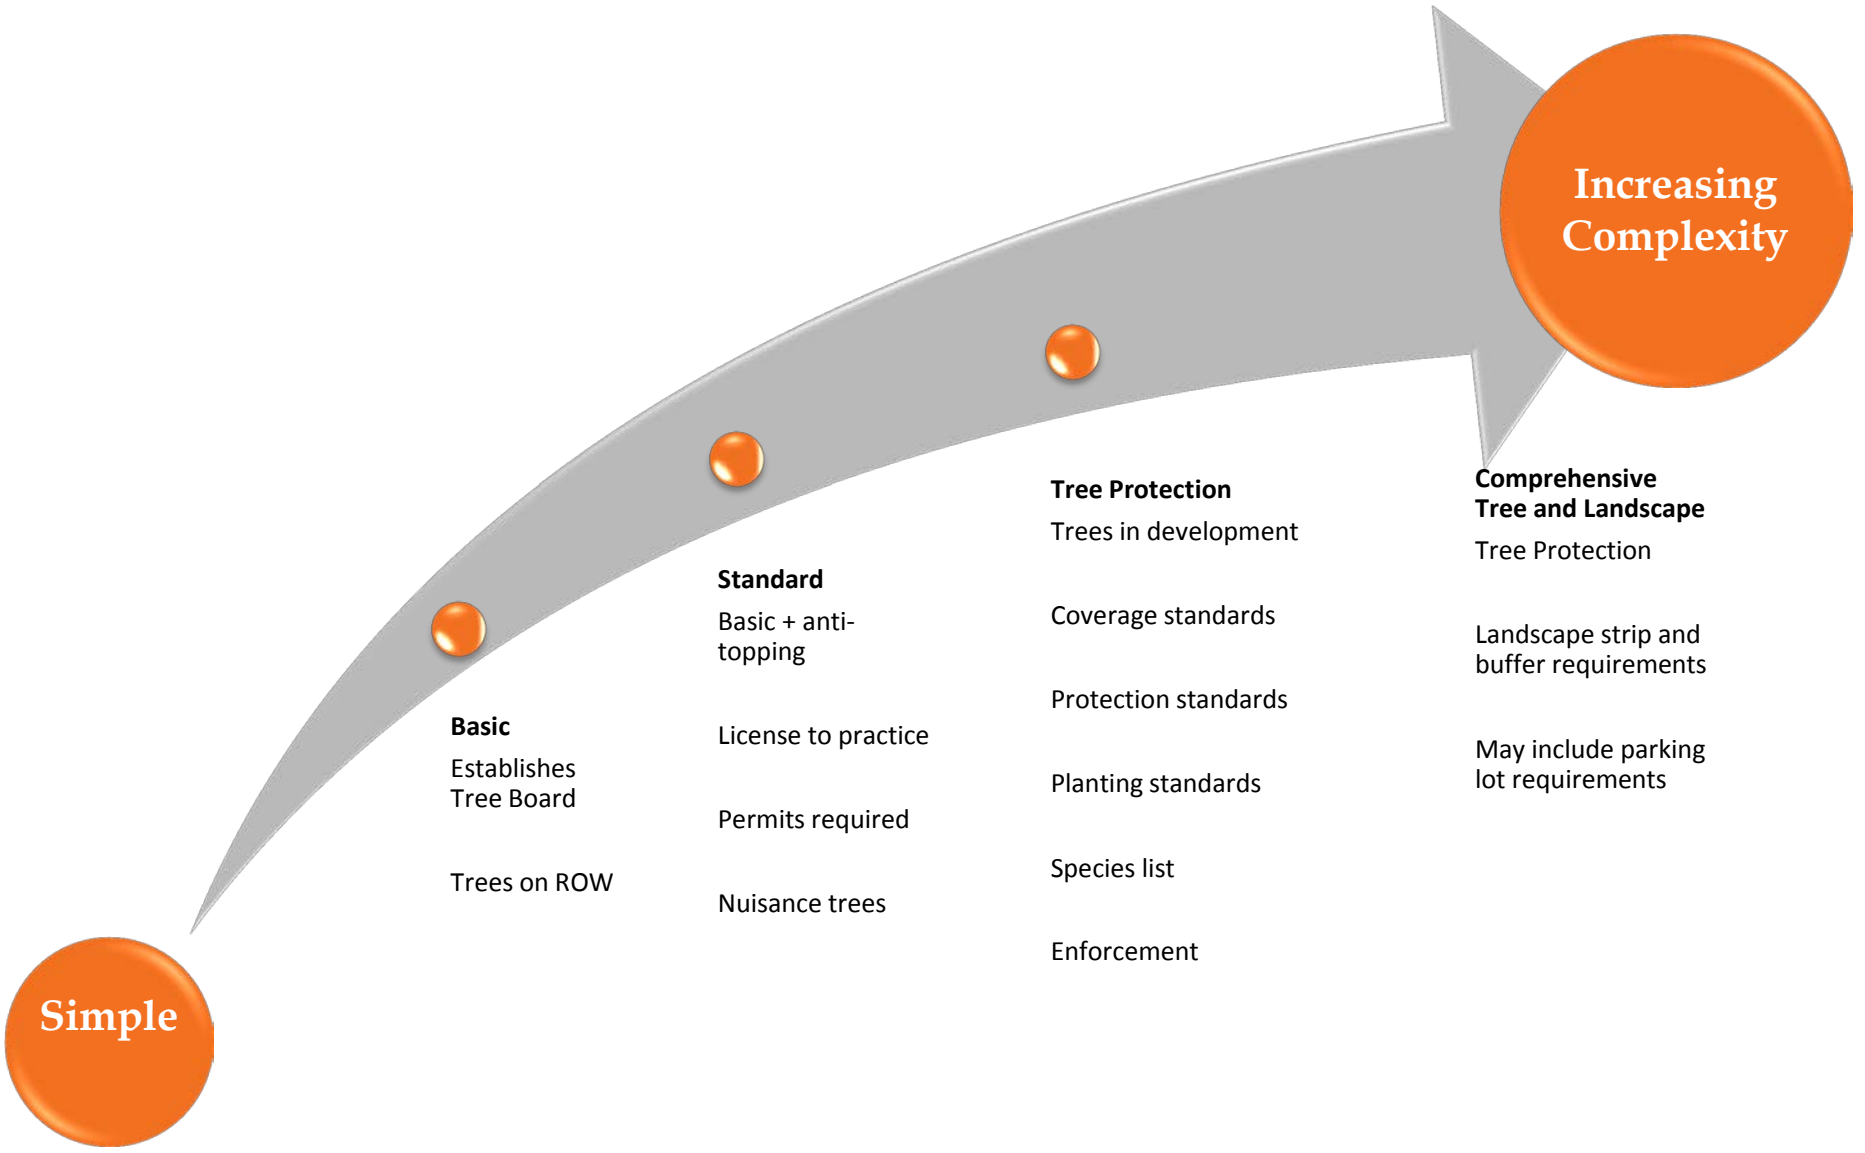 Increasing
Complexity
Simple
Basic
Establishes
Tree Board
Trees on ROW
Standard
Basic + anti-
topping
License to practice
Permits required
Nuisance trees
Tree Protection
Trees in development
Coverage standards
Protection standards
Planting standards
Species list
Enforcement
Comprehensive
Tree and Landscape
Tree Protection
Landscape strip and
buffer requirements
May include parking
lot requirements